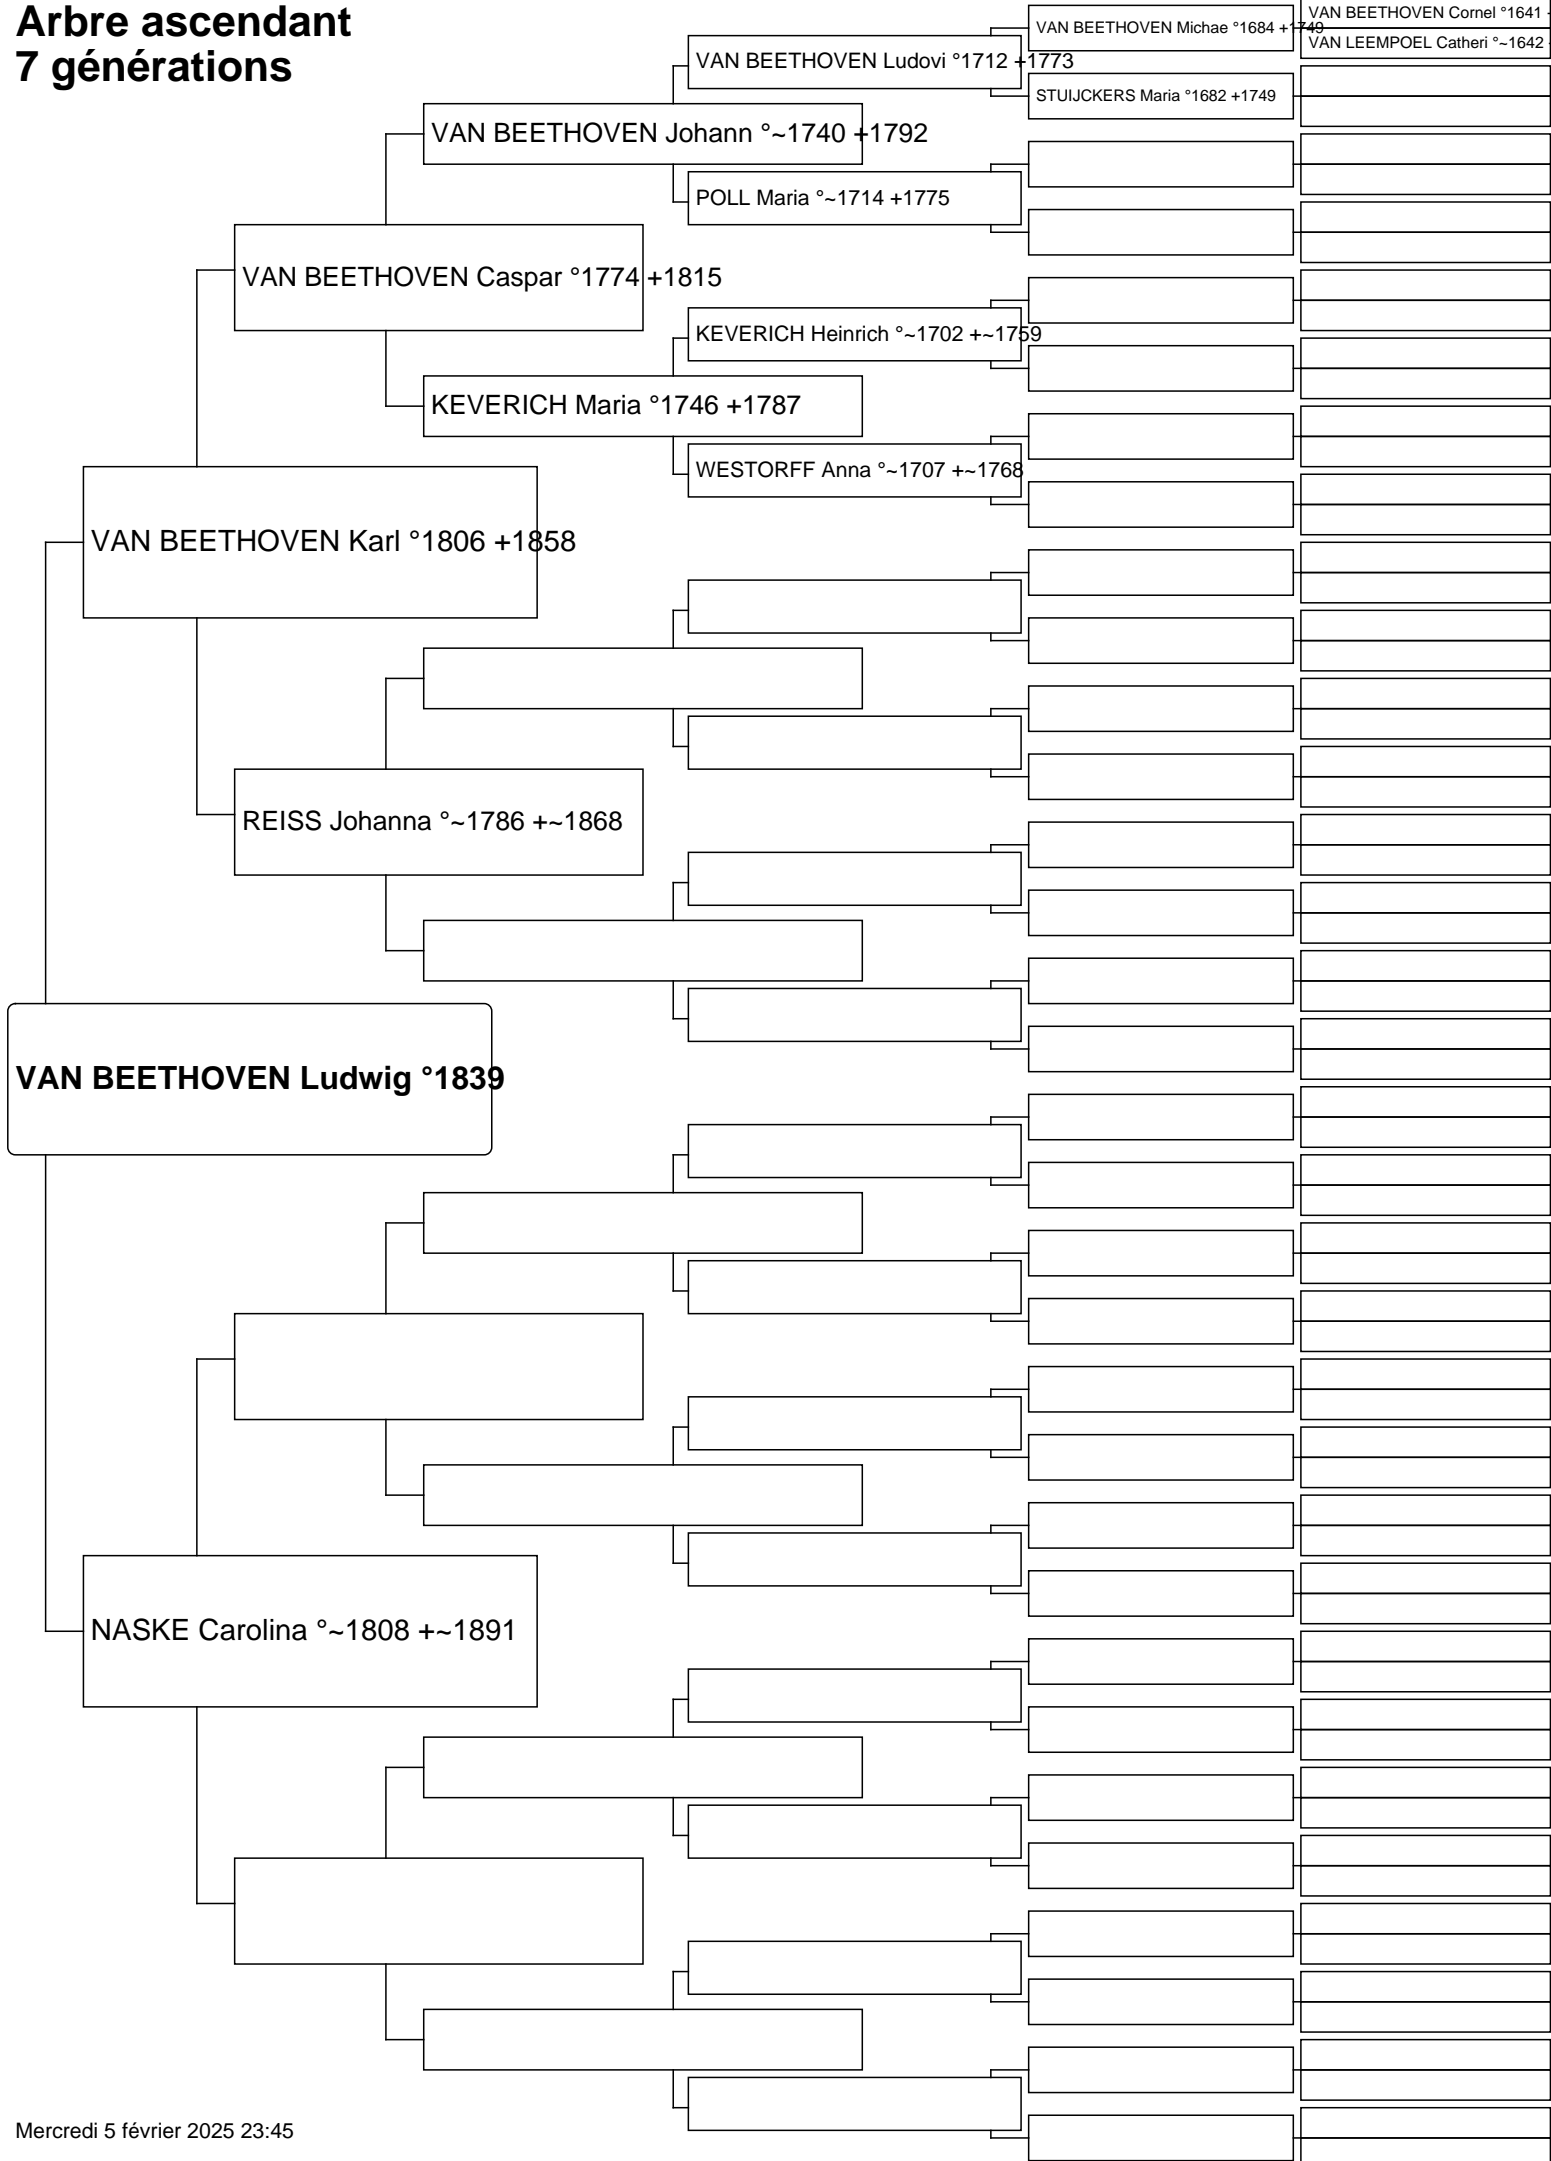 Arbre ascendant
7 générations
VAN BEETHOVEN Cornel °1641 -
VAN BEETHOVEN Michae °1684 +1749
VAN LEEMPOEL Catheri °~1642
VAN BEETHOVEN Ludovi °1712 +1773
STUIJCKERS Maria °1682 +1749
VAN BEETHOVEN Johann °~1740 +1792
POLL Maria °~1714 +1775
VAN BEETHOVEN Caspar °1774 +1815
KEVERICH Heinrich °~1702 +~1759
KEVERICH Maria °1746 +1787
WESTORFF Anna °~1707 +~1768
VAN BEETHOVEN Karl °1806 +1858
REISS Johanna °~1786 +~1868
VAN BEETHOVEN Ludwig °1839
NASKE Carolina °~1808 +~1891
Mercredi 5 février 2025 23:45